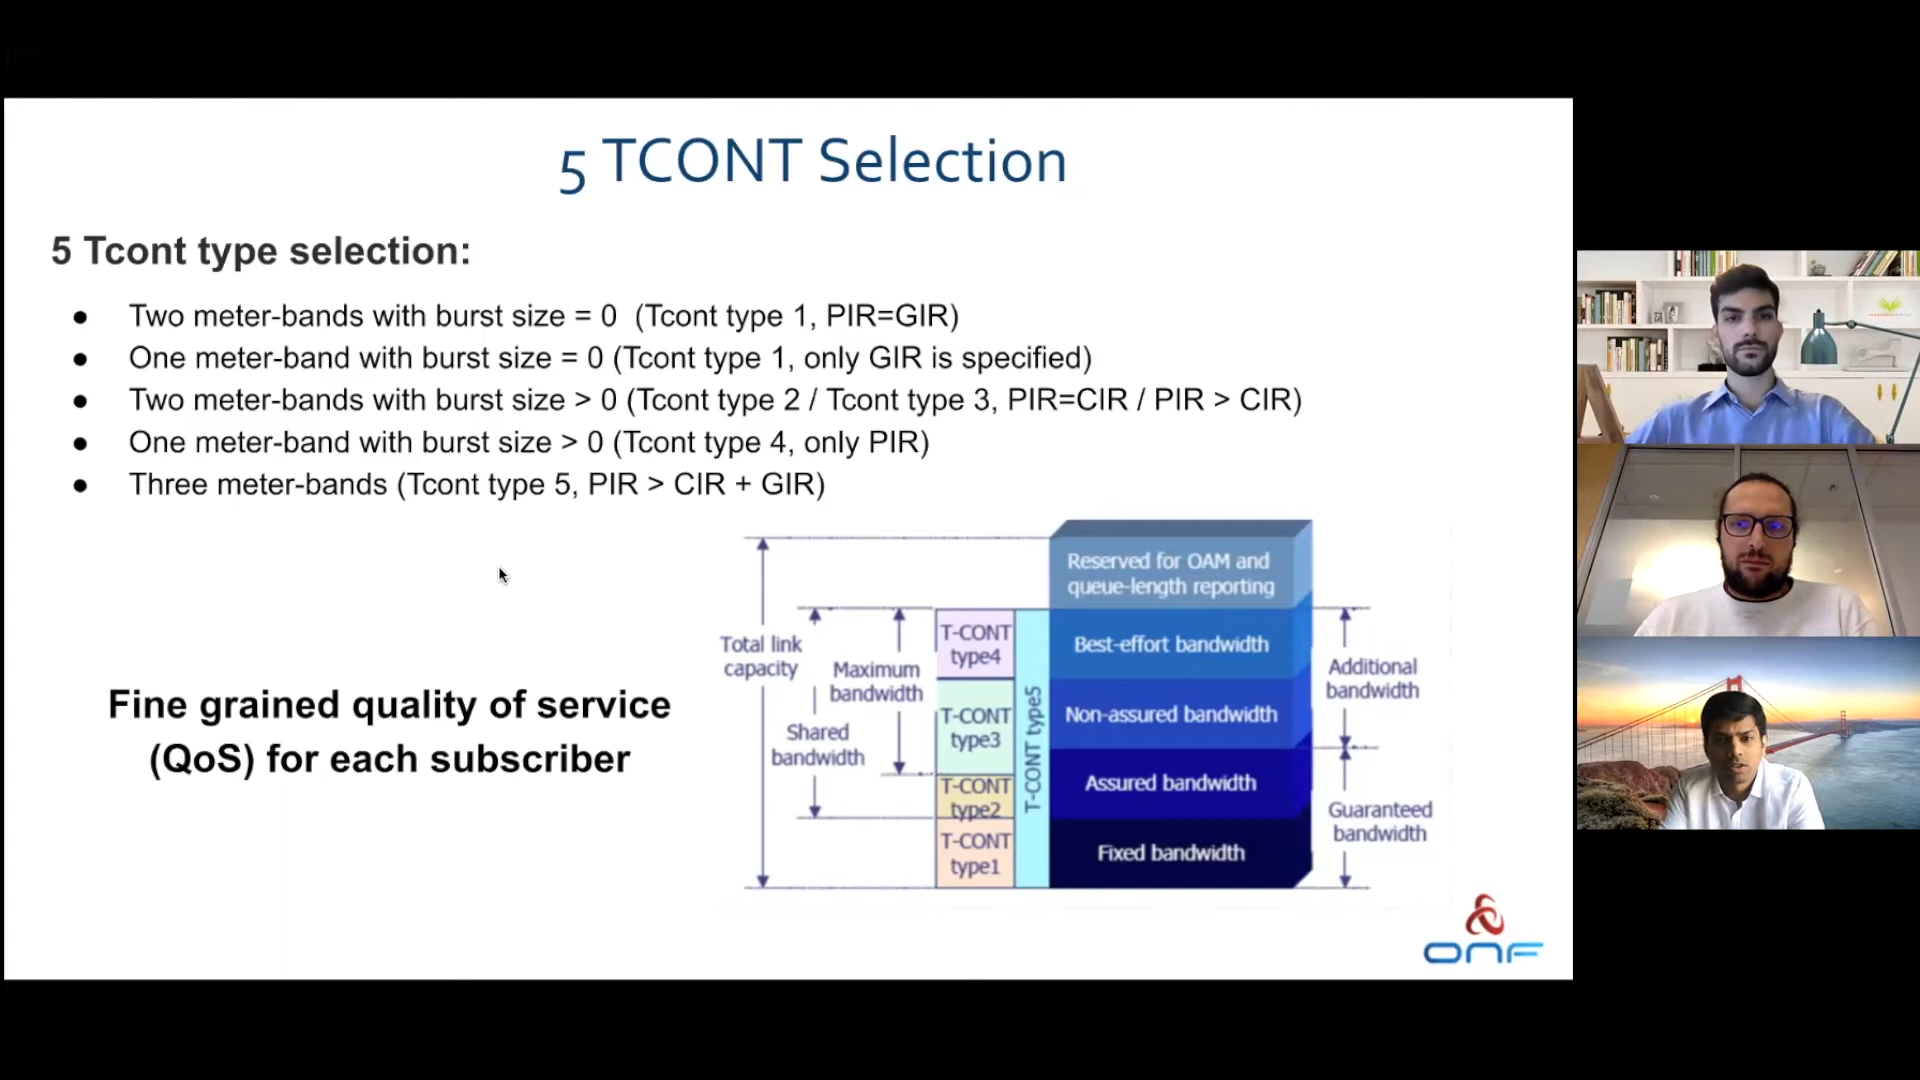 5 TCONT Selection
5 Tcont type selection:
● Two meter-bands with burst size = 0 (Tcont type 1, PIR=GIR)
● One meter-band with burst size = 0 (Tcont type 1, only GIR is specified)
● Two meter-bands with burst size > 0 (Tcont type 2 / Tcont type 3, PIR=CIR / PIR > CIR)
● One meter-band with burst size > 0 (Tcont type 4, only PIR)
● Three meter-bands (Tcont type 5, PIR > CIR + GIR)
Fine grained quality of service
(QoS) for each subscriber
Total link
capacity
Shared
bandwidth
Maximum
bandwidth
T-CONT
type4
T-CONT
type3
T-CONT
type2
T-CONT
type1
T-CONT type5
Reserved for OAM and
queue-length reporting
Best-effort bandwidth
Non-assured bandwidth
Assured bandwidth
Fixed bandwidth
Additional
bandwidth
Guaranteed
bandwidth
ONF